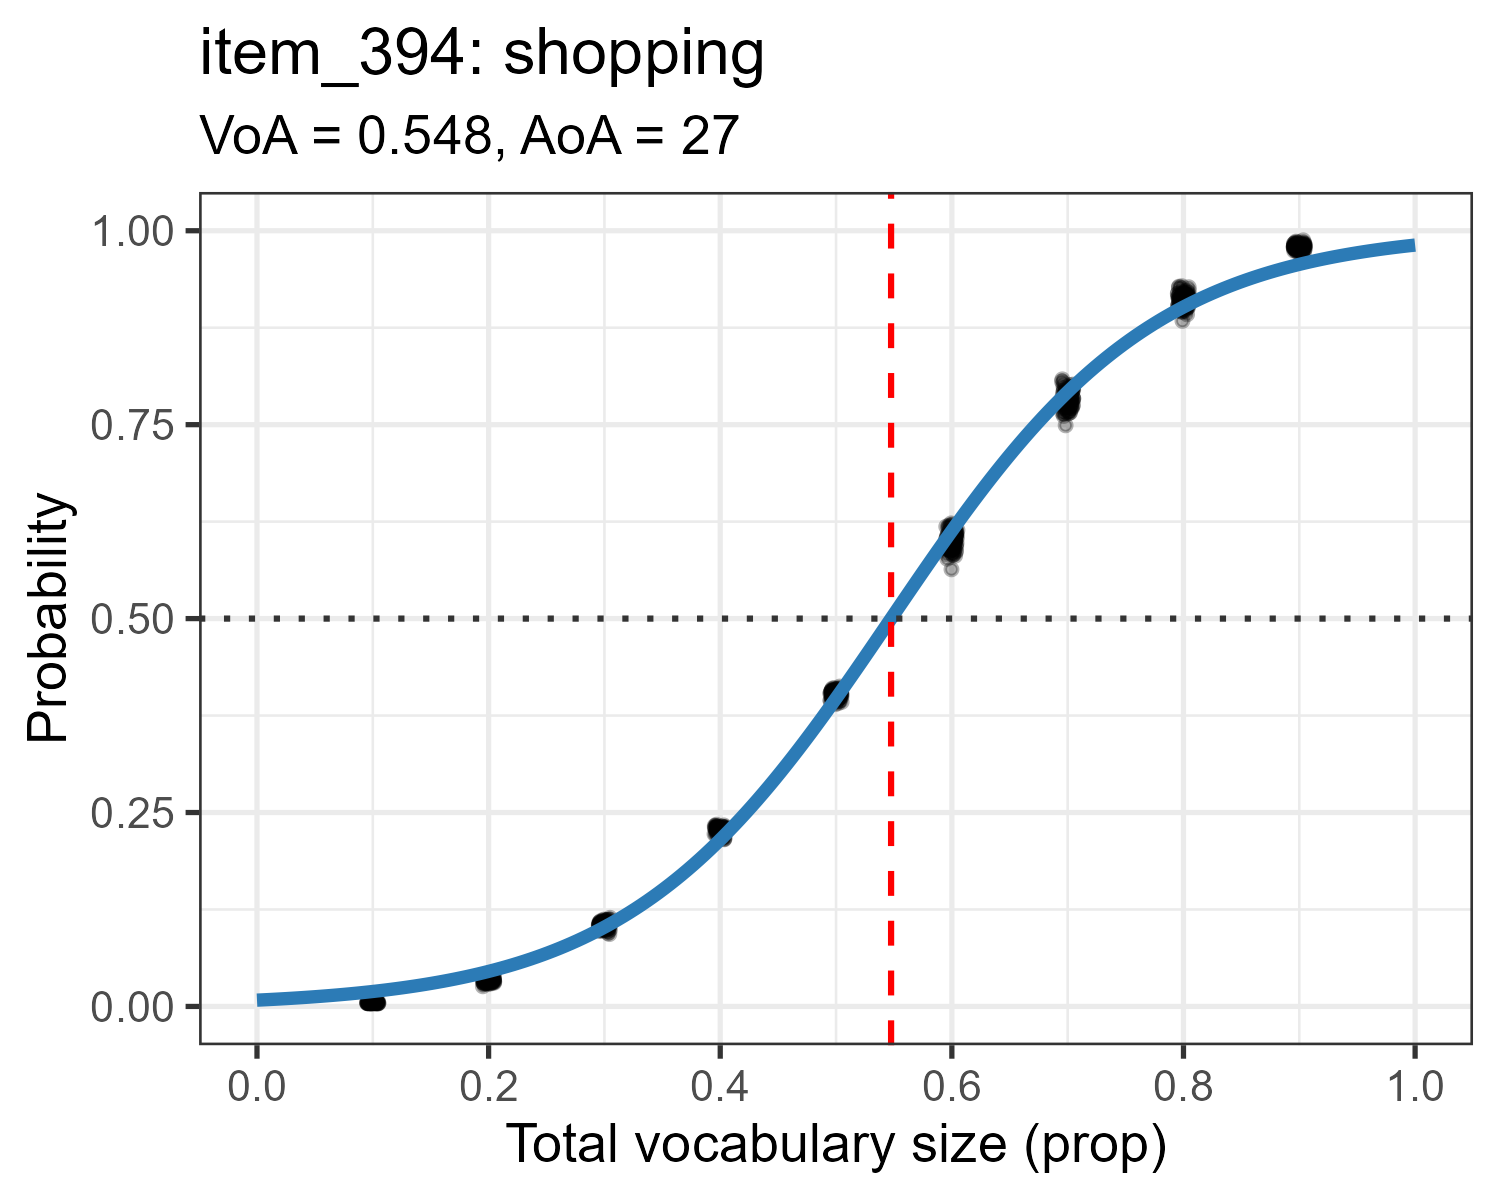 item_394: shopping
VoA = 0.548, AoA = 27
1.00
0.75
0.50
0.25
0.00
Probability
0.0 0.2 0.4 0.6 0.8 1.0
Total vocabulary size (prop)